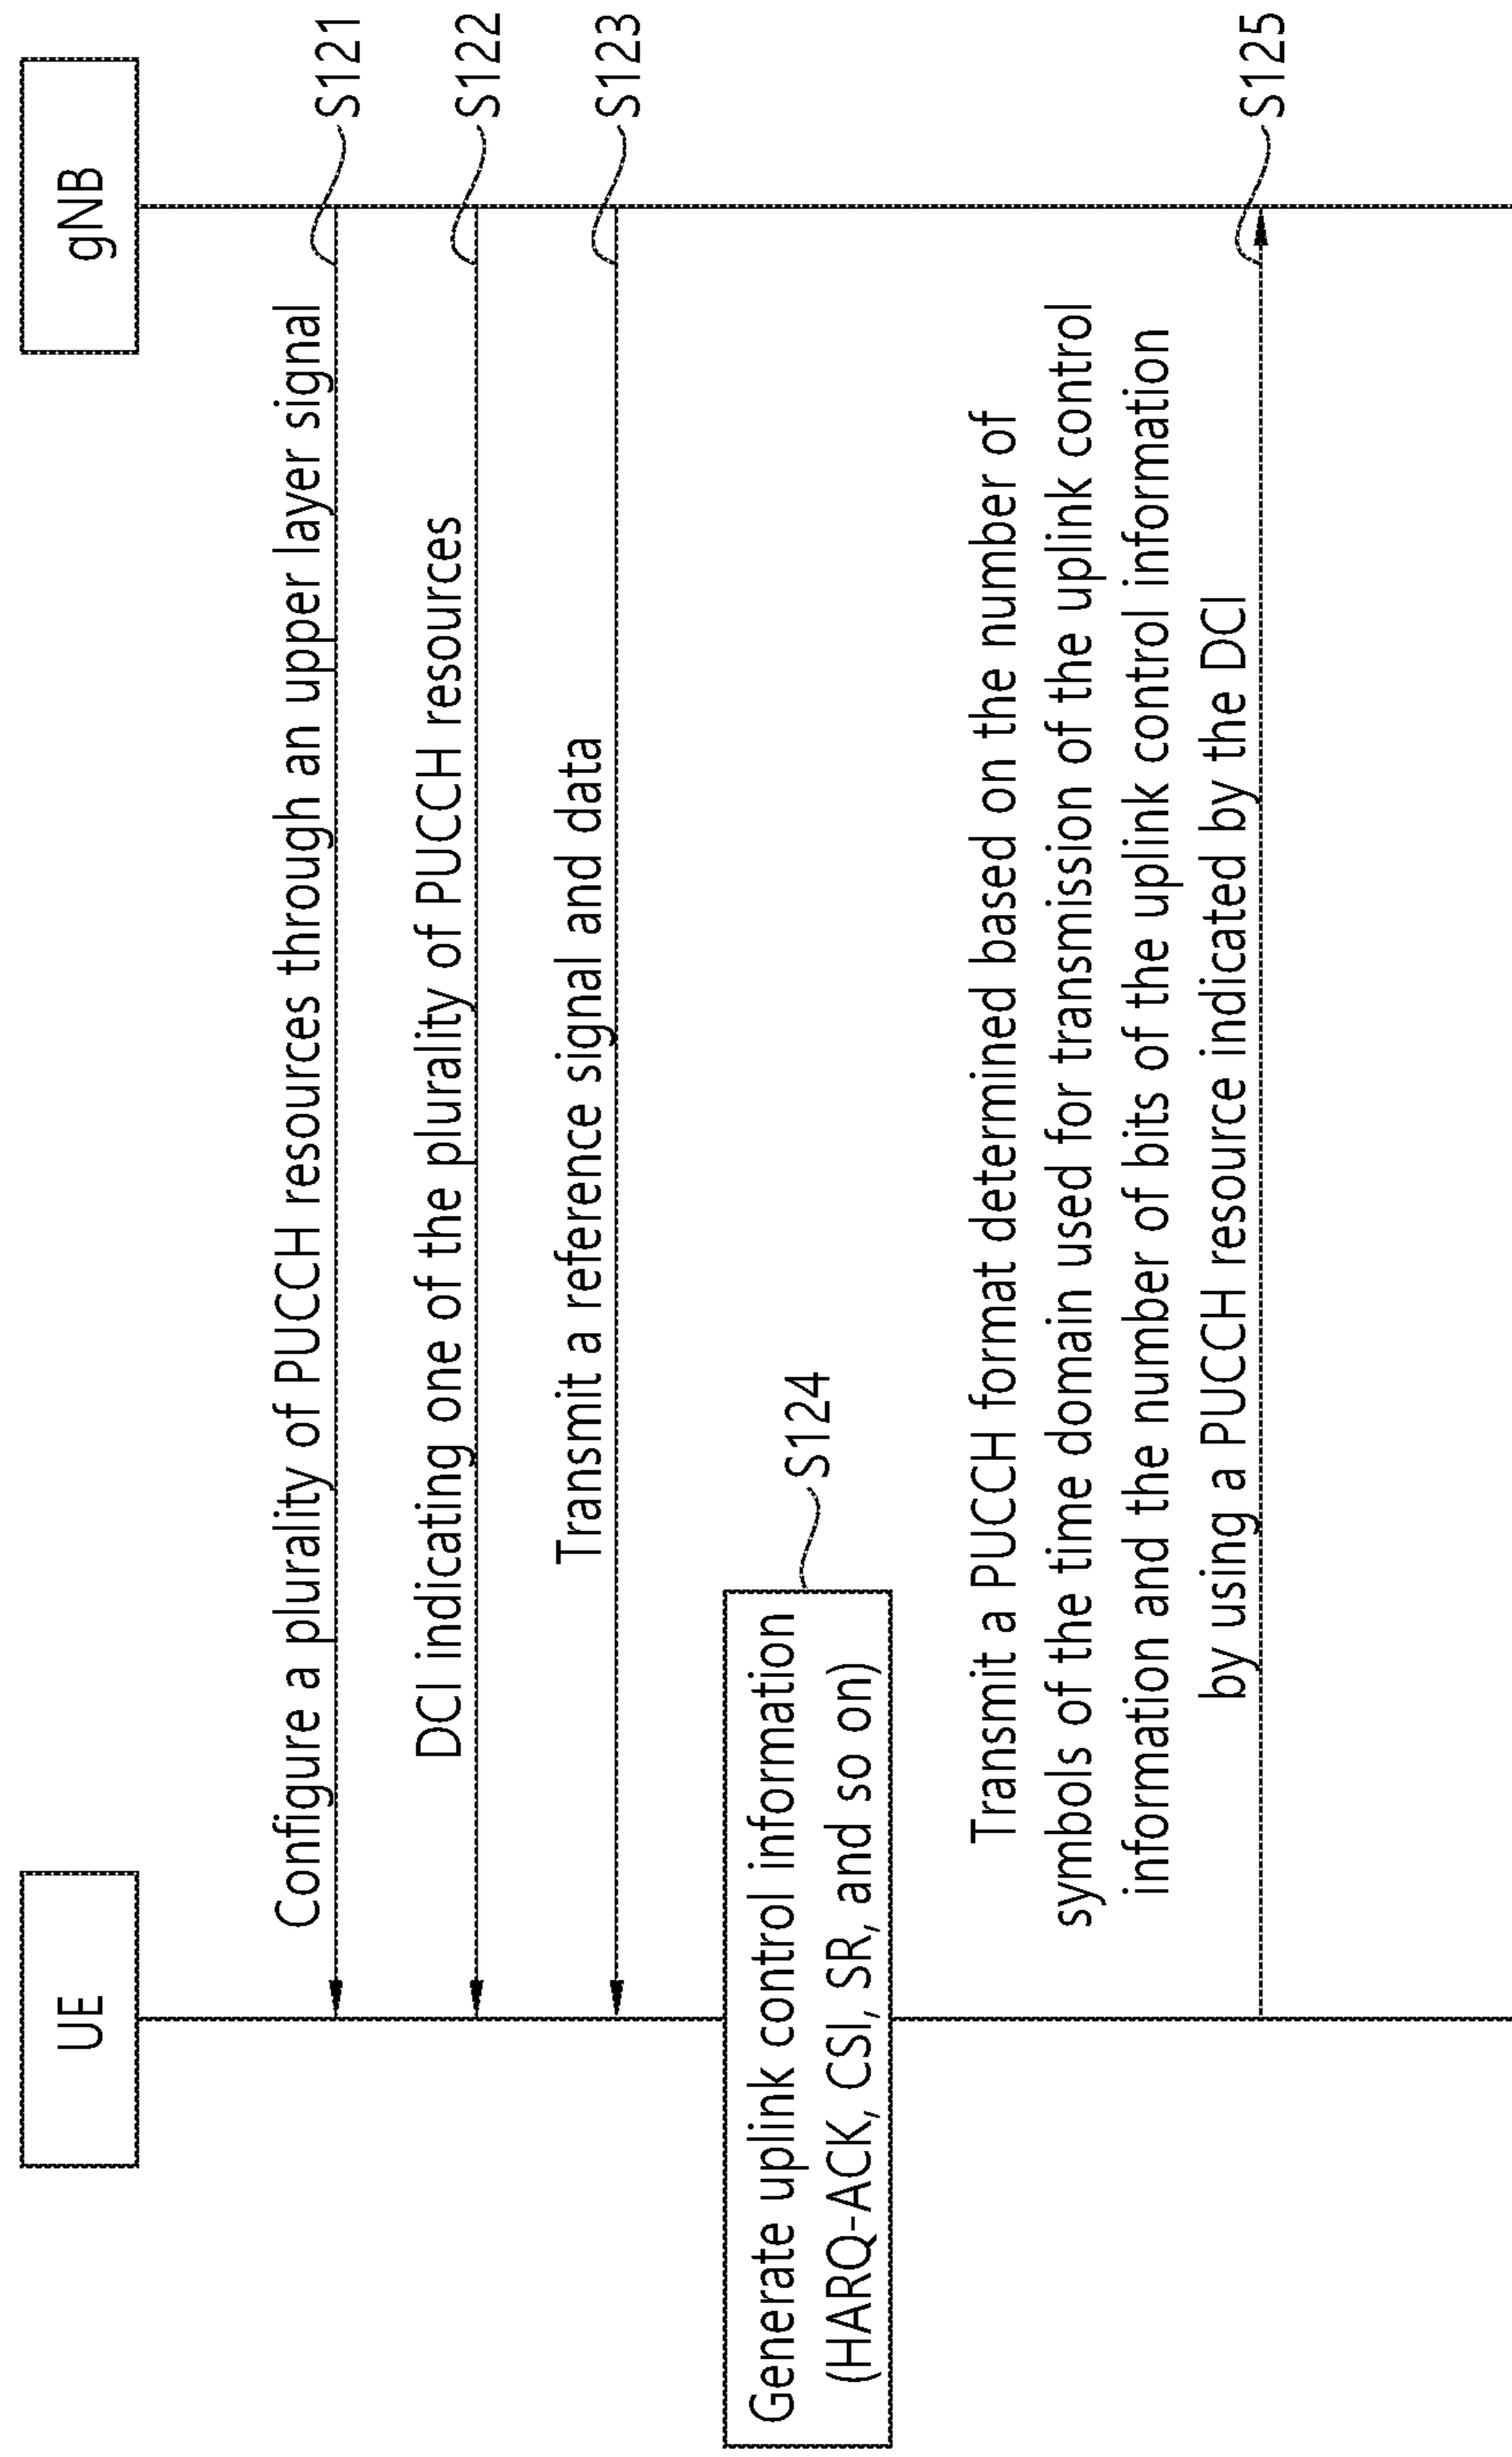 UE
gNB
Configure a plurality of PUCCH resources through an upper layer signal
S121
DCI indicating one of the plurality of PUCCH resources
S122
Transmit a reference signal and data
S123
Generate uplink control information
(HARQ-ACK, CSI, SR, and so on)
S124
Transmit a PUCCH format determined based on the number of
symbols of the time domain used for transmission of the uplink control
information and the number of bits of the uplink control information
by using a PUCCH resource indicated by the DCI
S125